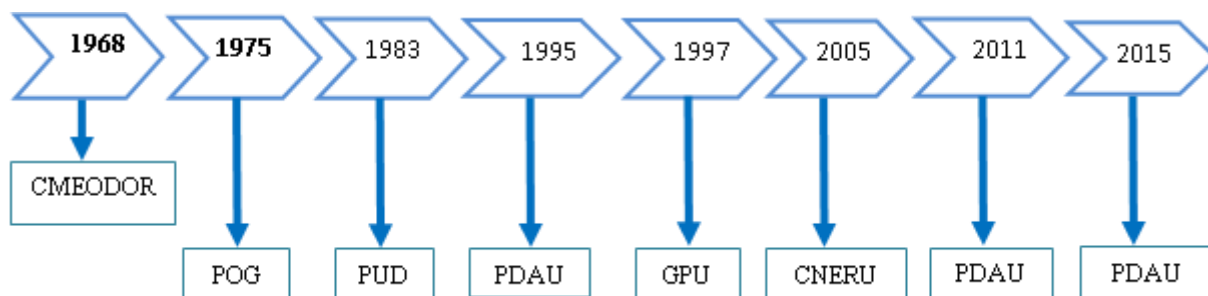 1968
1975
1983
1995
1997
2005
2011
2015
CMEODOR
POG
PUD
PDAU
GPU
CNERU
PDAU
PDAU